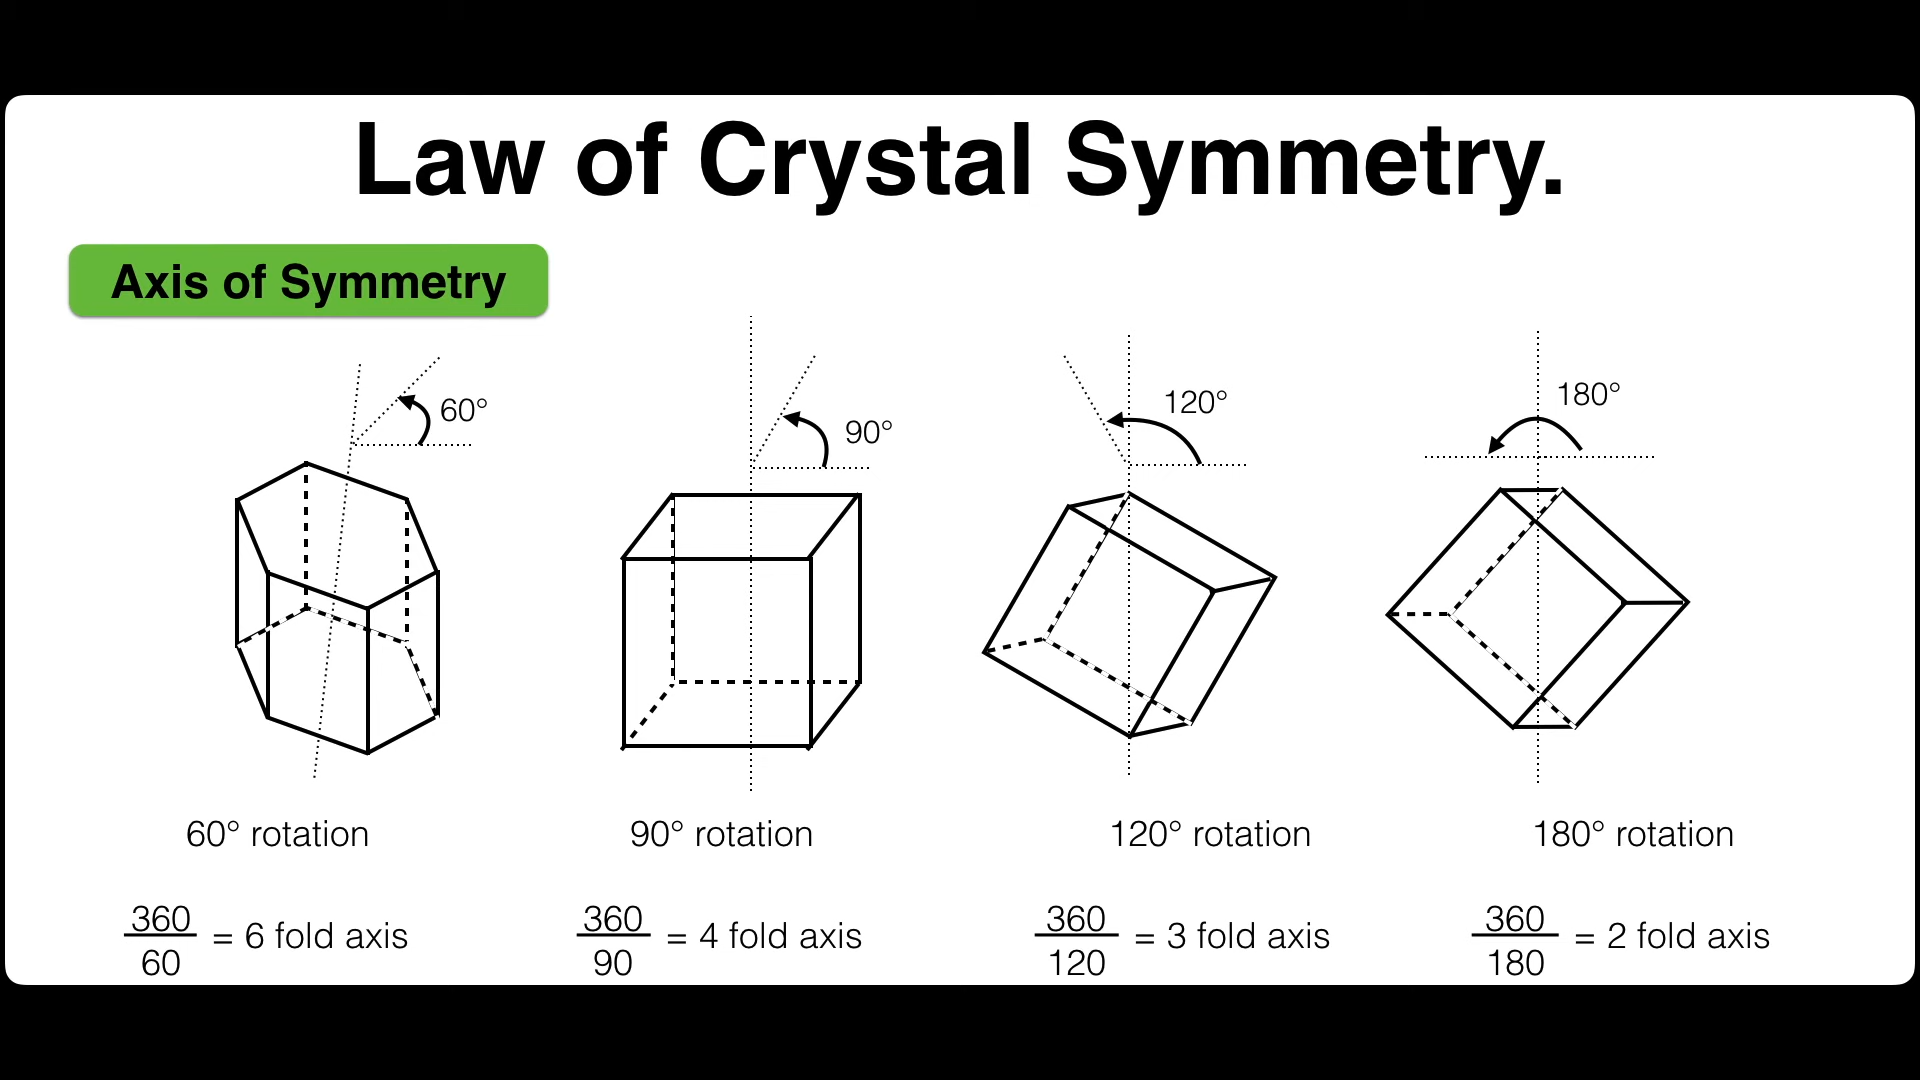 Law of Crystal Symmetry.
Axis of Symmetry
60°
90°
120°
180°
60° rotation
90° rotation
120° rotation
180° rotation
360
60
= 6 fold axis
360
90
= 4 fold axis
360
120
= 3 fold axis
360
180
= 2 fold axis